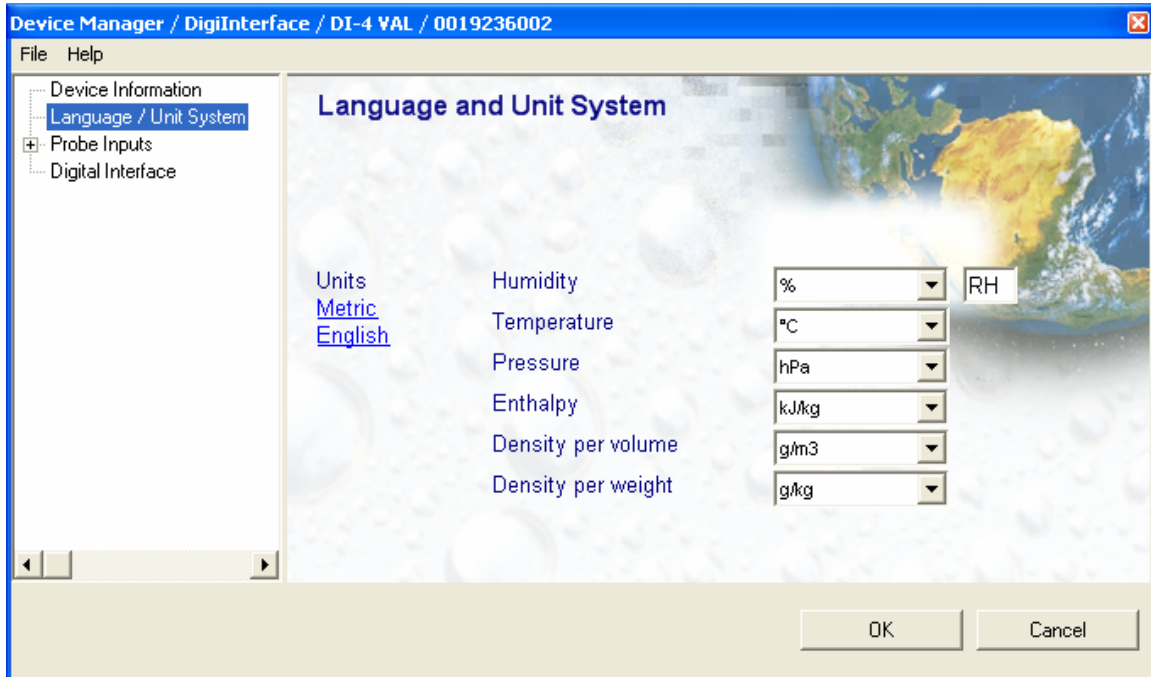 Device Manager / DigiInterface / DI-4 VAL / 0019236002
File Help
Device Information
Language / Unit System
Probe Inputs
Digital Interface
Language and Unit System
Units
Metric
English
Humidity % RH
Temperature °C
Pressure hPa
Enthalpy kJ/kg
Density per volume g/m3
Density per weight g/kg
OK Cancel